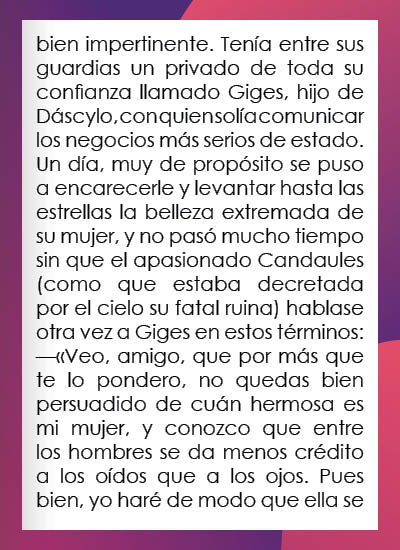 bien impertinente. Tenía entre sus
guardias un privado de toda su
confianza llamado Giges, hijo de
Dáscylo, con quien solía comunicar
los negocios más serios de estado.
Un día, muy de propósito se puso
a encarecerle y levantar hasta las
estrellas la belleza extremada de
su mujer, y no pasó mucho tiempo
sin que el apasionado Candaules
(como que estaba decretada
por el cielo su fatal ruina) hablase
otra vez a Giges en estos términos:
—«Veo, amigo, que por más que
te lo pondero, no quedas bien
persuadido de cuán hermosa es
mi mujer, y conozco que entre
los hombres se da menos crédito
a los oídos que a los ojos. Pues
bien, yo haré de modo que ella se